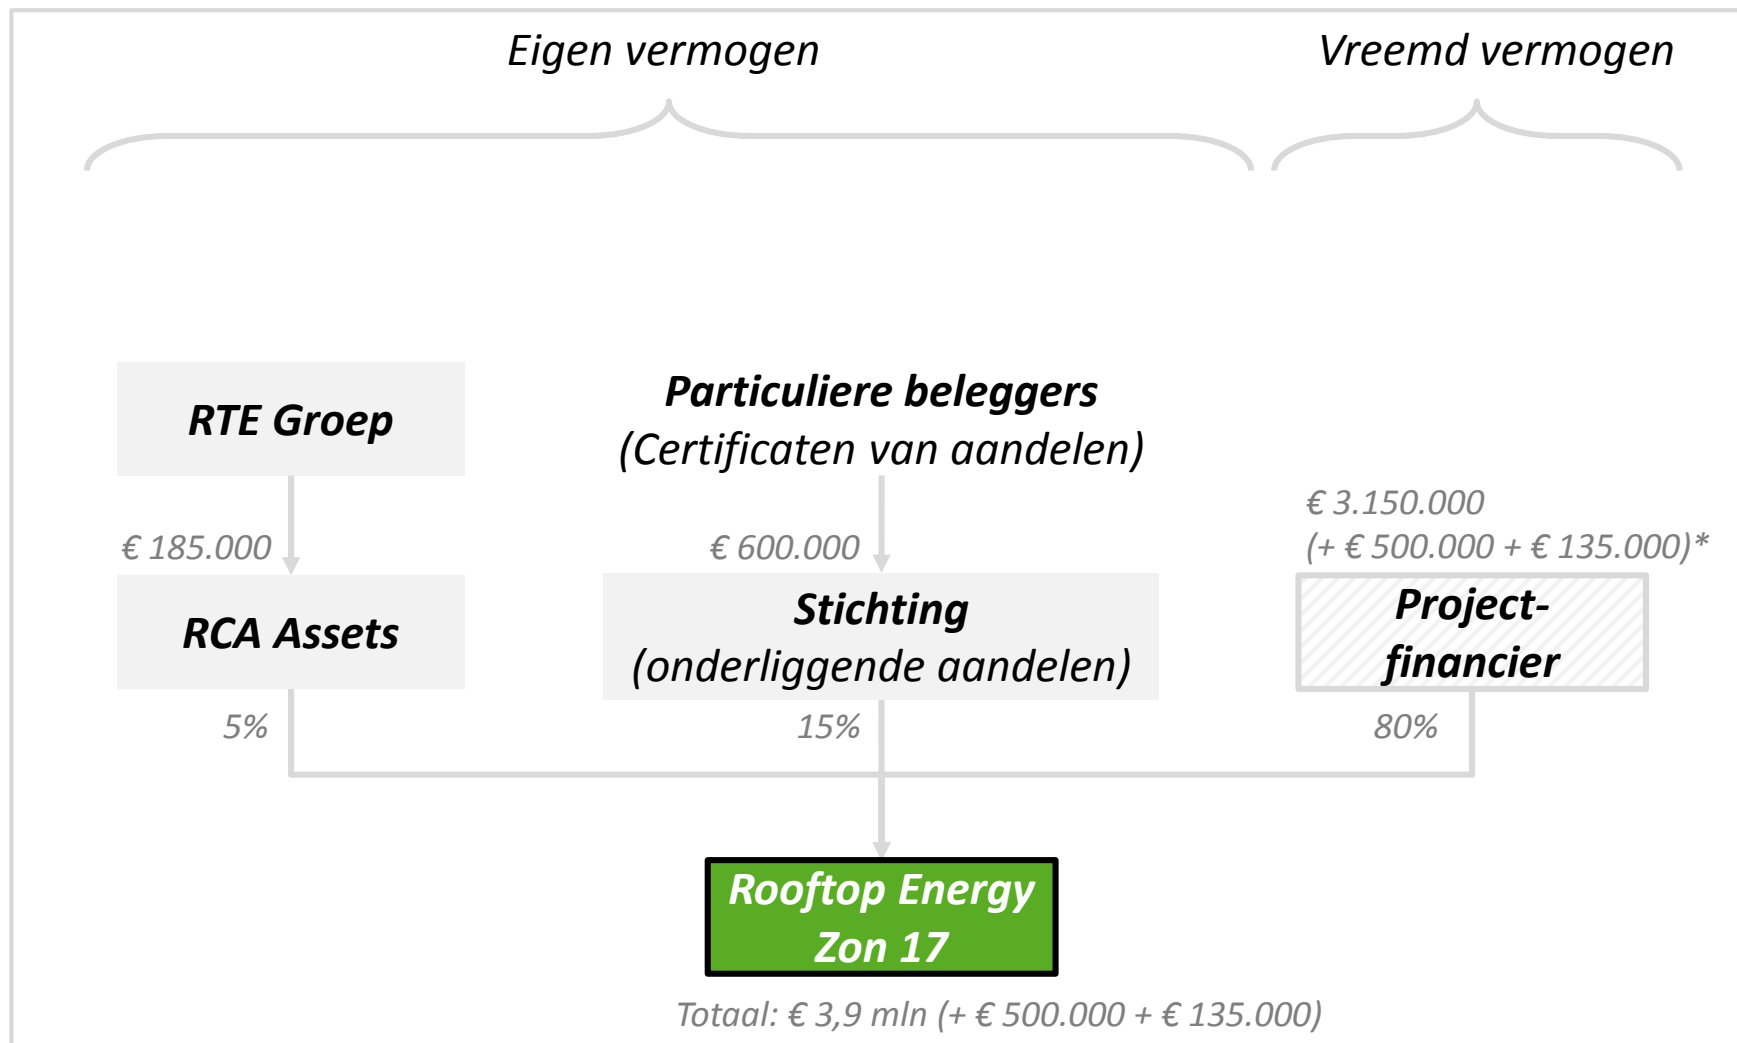 Eigen vermogen
Vreemd vermogen
RTE Groep
Particuliere beleggers
(Certificaten van aandelen)
€ 185.000
€ 600.000
€ 3.150.000
(+ € 500.000 + € 135.000)*
RCA Assets
Stichting
(onderliggende aandelen)
Project-
financier
5%
15%
80%
Rooftop Energy
Zon 17
Totaal: € 3,9 mln (+ € 500.000 + € 135.000)